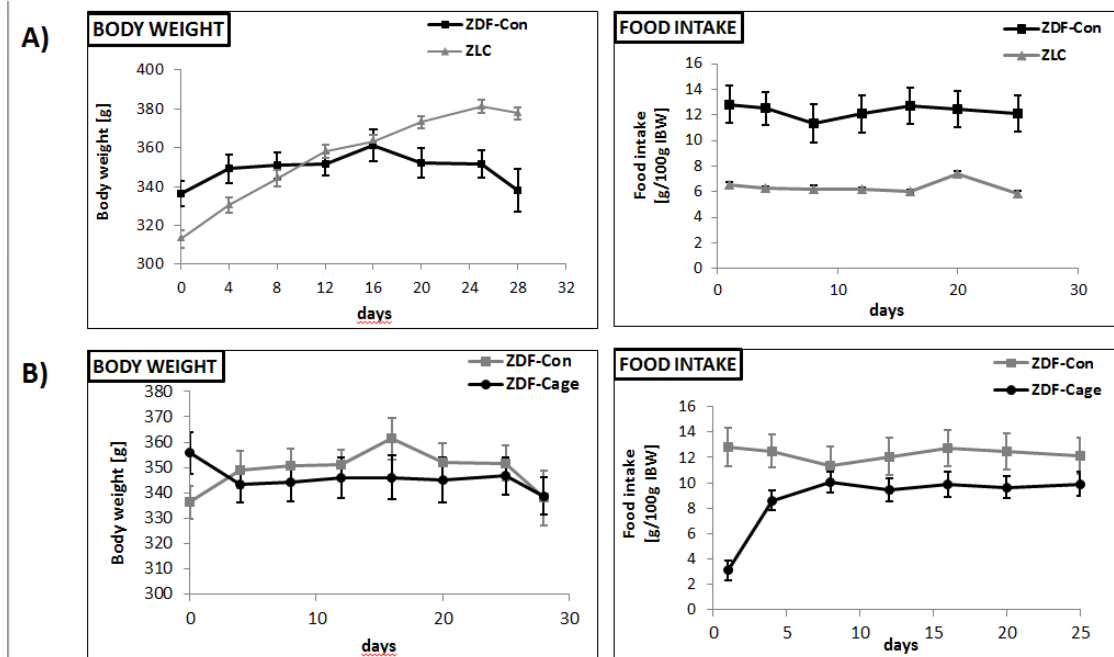 A)
BODY WEIGHT
ZDF-Con
ZLC
Body weight [g]
400
380
360
340
320
300
0 4 8 12 16 20 24 28 32
days
FOOD INTAKE
ZDF-Con
ZLC
Food intake
[g/100g IBW]
16
14
12
10
8
6
4
2
0
0 10 20 30
days
B)
BODY WEIGHT
ZDF-Con
ZDF-Cage
Body weight [g]
380
370
360
350
340
330
320
310
300
0 10 20 30
days
FOOD INTAKE
ZDF-Con
ZDF-Cage
Food intake
[g/100g IBW]
16
14
12
10
8
6
4
2
0
0 5 10 15 20 25
days